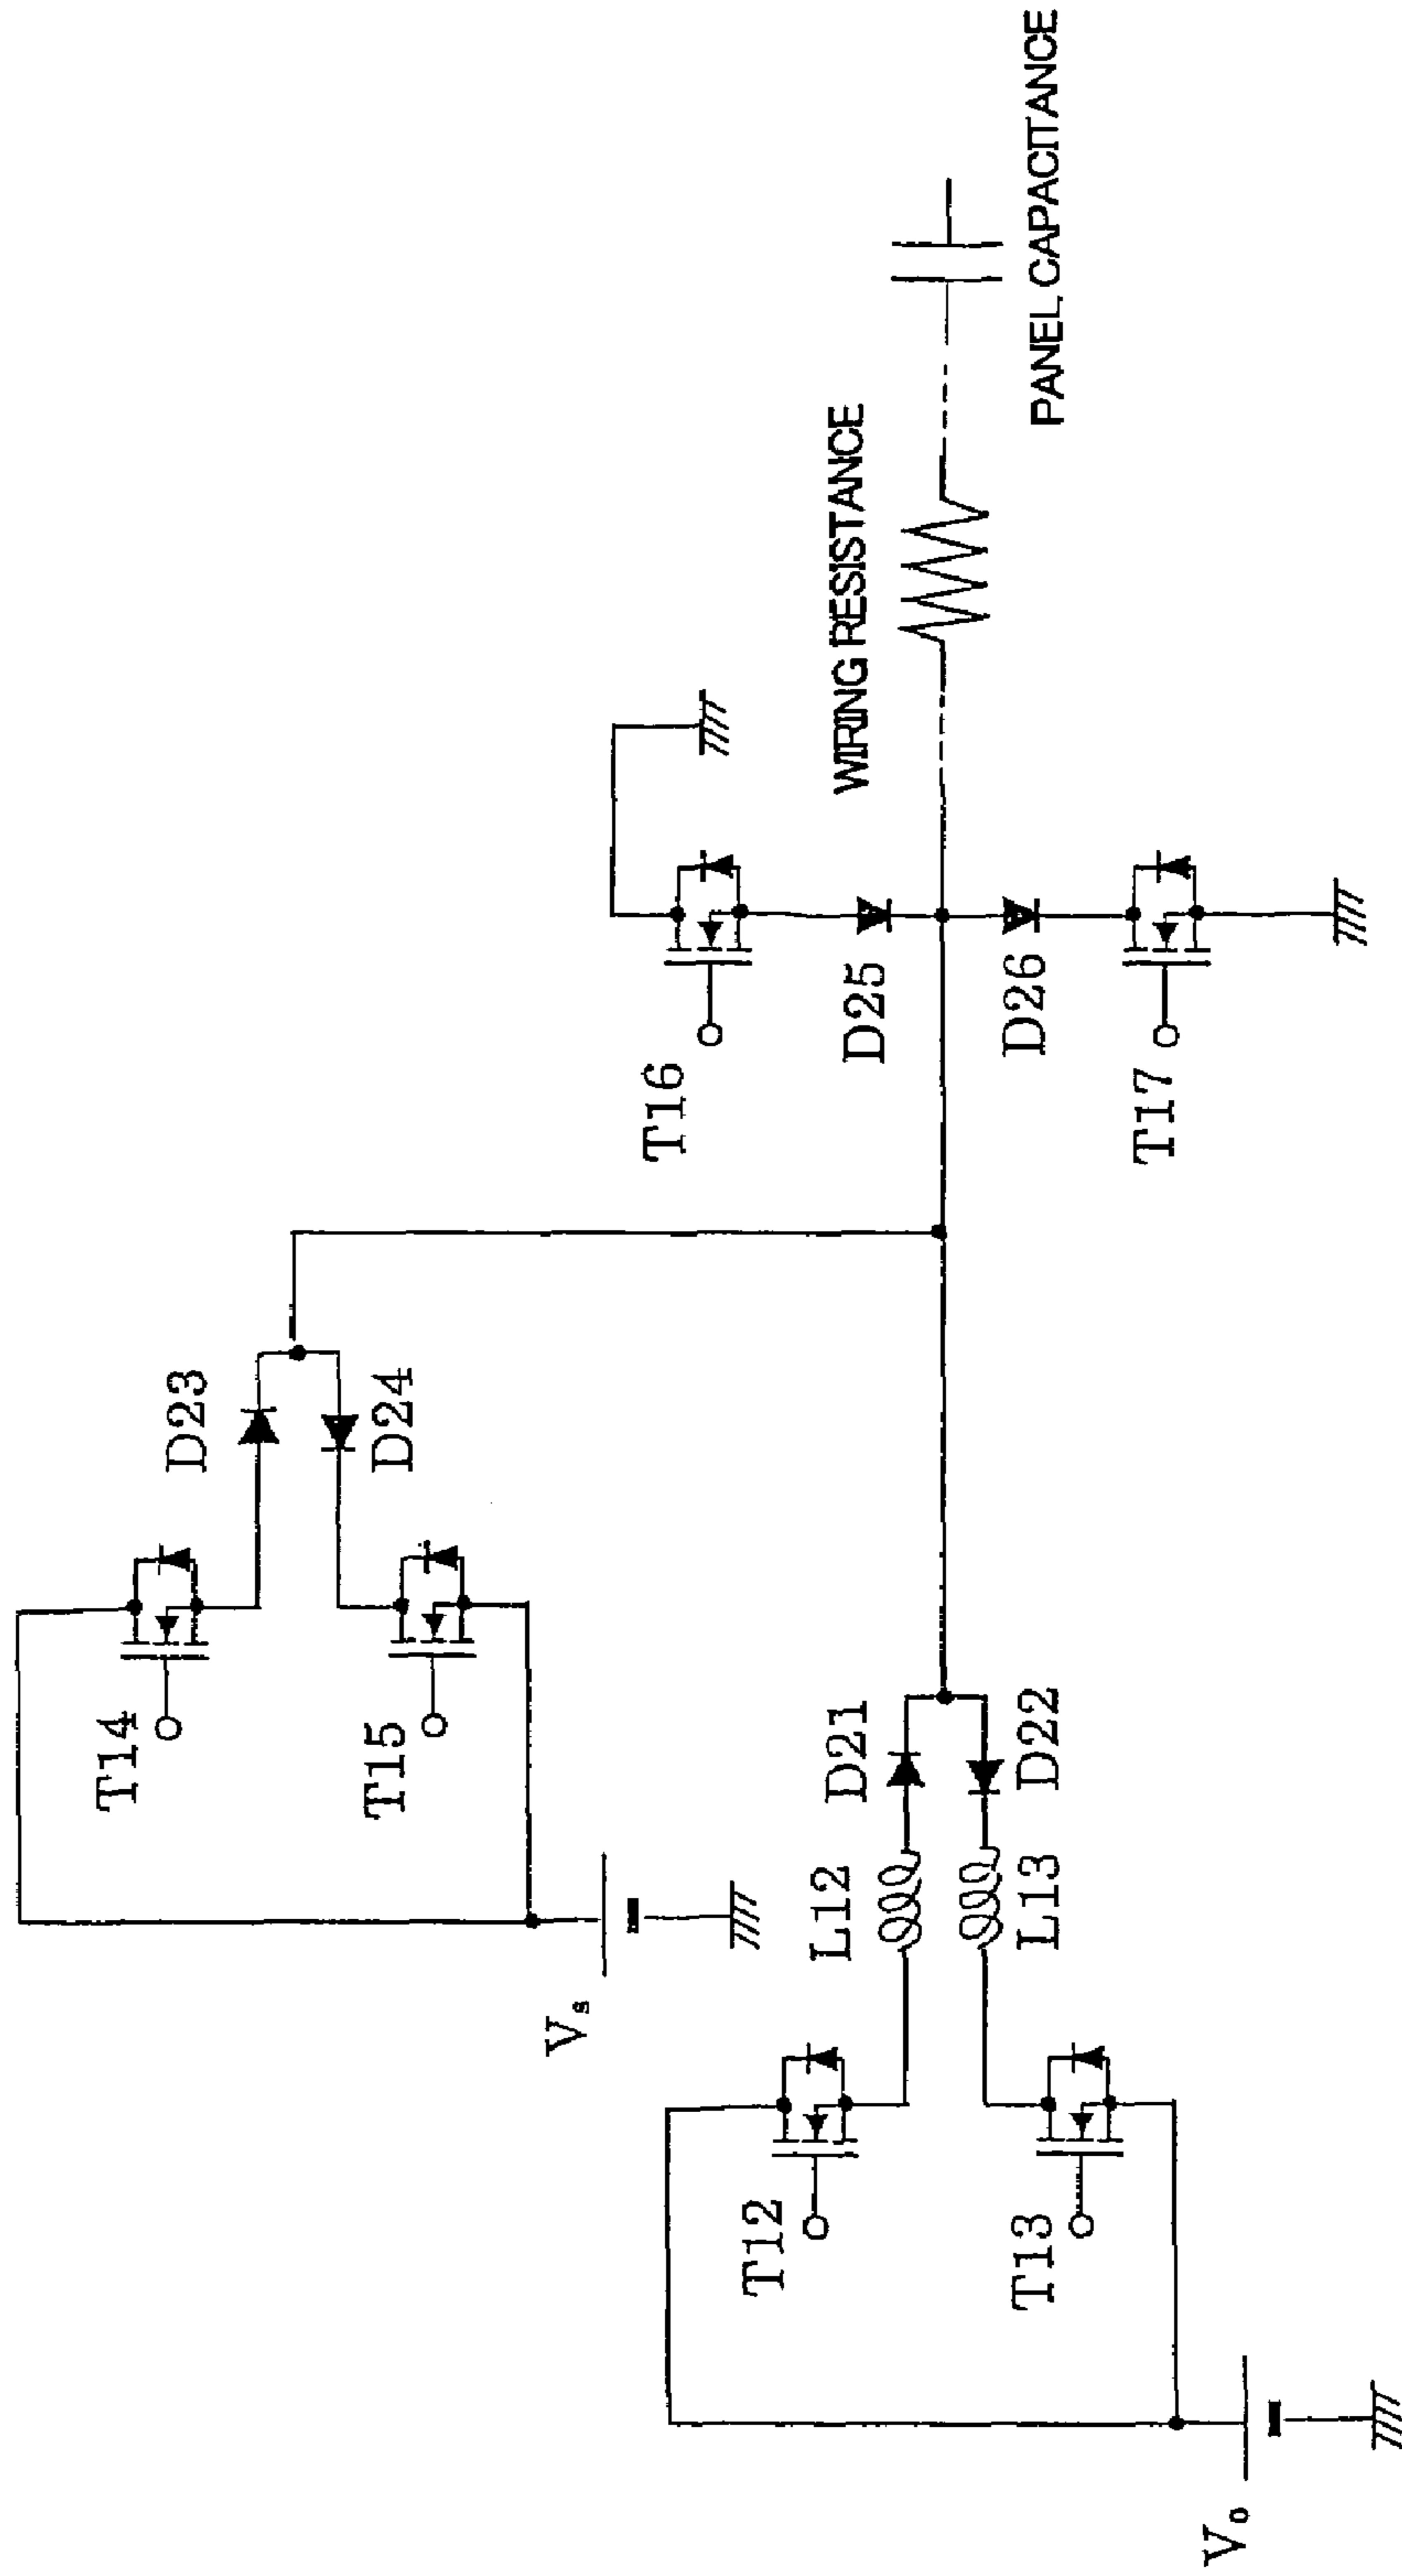 T14
D23
T15
D24
Vs
T12
L12
D21
T13
L13
D22
Vo
T16
D25
D26
T17
WIRING RESISTANCE
PANEL CAPACITANCE